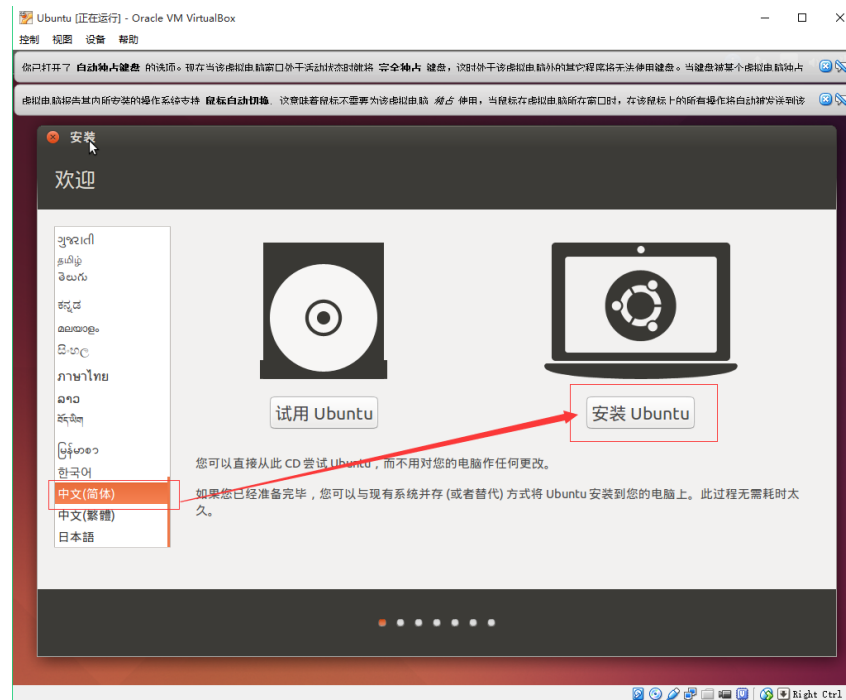 Ubuntu [正在运行] - Oracle VM VirtualBox
控制 视图 设备 帮助
你已打开了 自动独占键盘 的选项。现在当该虚拟电脑窗口处于活动状态时就将 完全独占 键盘，这时处于该虚拟电脑外的其它程序将无法使用键盘。当键盘被某个虚拟电脑独占
虚拟电脑报告其内所安装的操作系统支持 鼠标自动切换. 这意味着鼠标不需要为该虚拟电脑 独占 使用，当鼠标在虚拟电脑所在窗口时，在该鼠标上的所有操作将自动被发送到该
安装
欢迎
ગુજરાતી
தமிழ்
తెలుగు
ಕನ್ನಡ
മലയാളം
සිංහල
ภาษาไทย
ລາວ
བོད་ཡིག
မြန်မာစာ
한국어
中文(简体)
中文(繁體)
日本語
试用 Ubuntu
安装 Ubuntu
您可以直接从此 CD 尝试 Ubuntu，而不用对您的电脑作任何更改。
如果您已经准备完毕，您可以与现有系统并存 (或者替代) 方式将 Ubuntu 安装到您的电脑上。此过程无需耗时太
久。
Right Ctrl